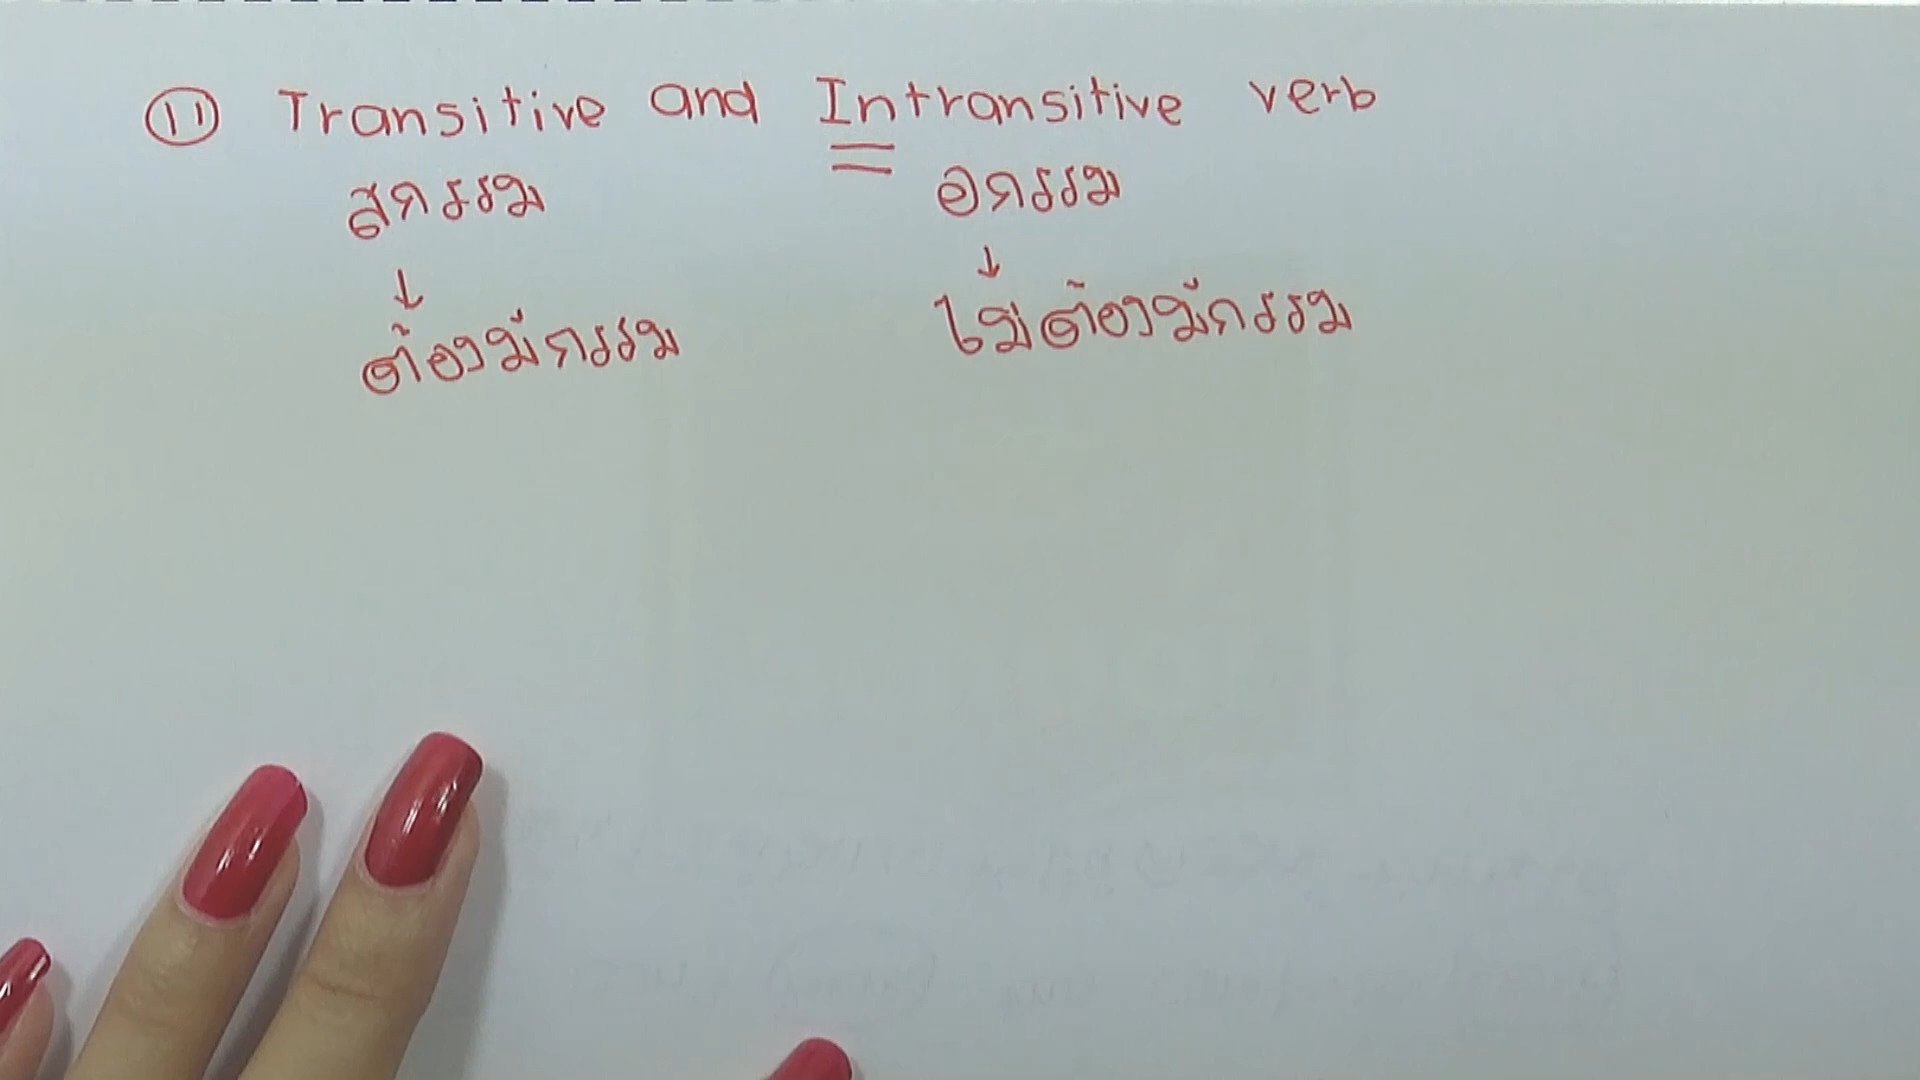 11 Transitive and Intransitive verb
สกรรม อกรรม
↓ ↓
ต้องมีกรรม ไม่ต้องมีกรรม